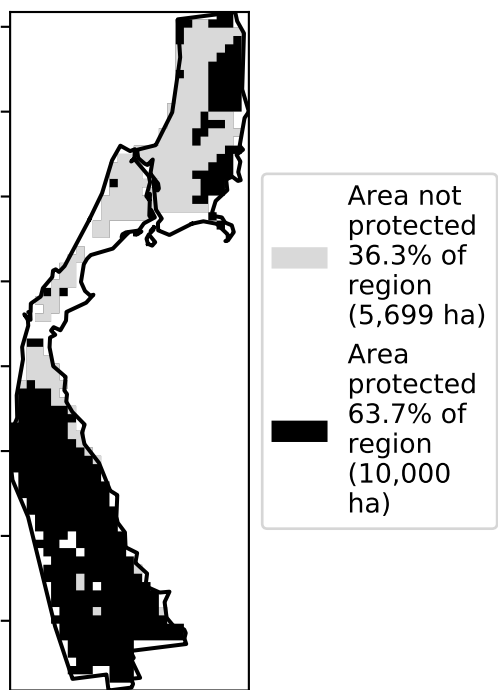 Area not
protected
36.3% of
region
(5,699 ha)
Area
protected
63.7% of
region
(10,000
ha)